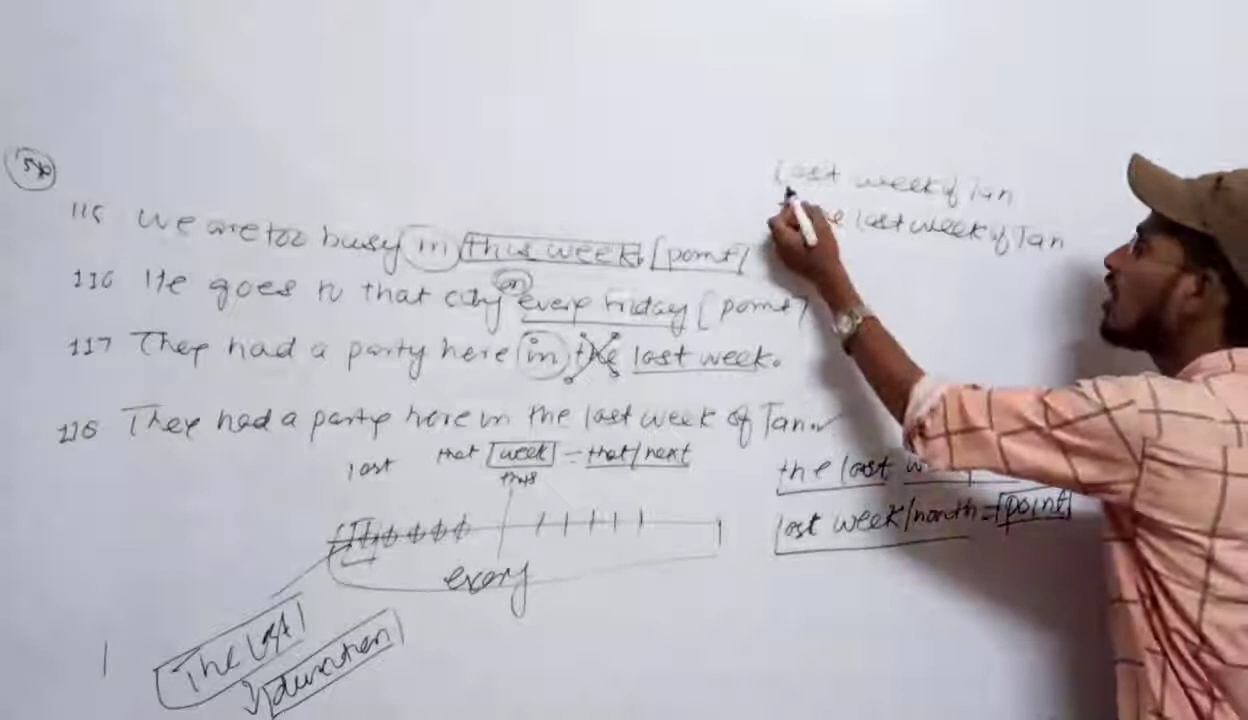 last week of Jan
last week of Jan
115 We are too busy in this week. [point]
116 He goes to that city on every Friday [point]
117 They had a party here in the last week.
118 They had a party here in the last week of Jan.
last that week = that/next
this
the last
last week/month = point
every
The last
duration